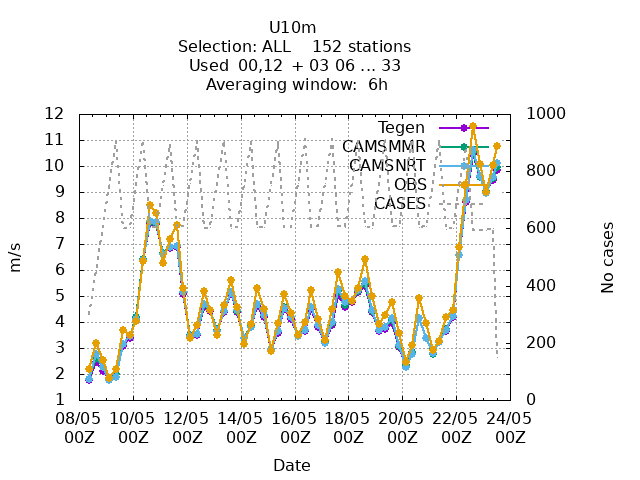 U10m
Selection: ALL 152 stations
Used 00,12 + 03 06 ... 33
Averaging window: 6h
12
11
10
9
8
7
6
5
4
3
2
1
m/s
1000
800
600
400
200
0
No cases
Tegen
CAMSMMR
CAMSNRT
OBS
CASES
08/05 10/05 12/05 14/05 16/05 18/05 20/05 22/05 24/05
00Z 00Z 00Z 00Z 00Z 00Z 00Z 00Z 00Z
Date